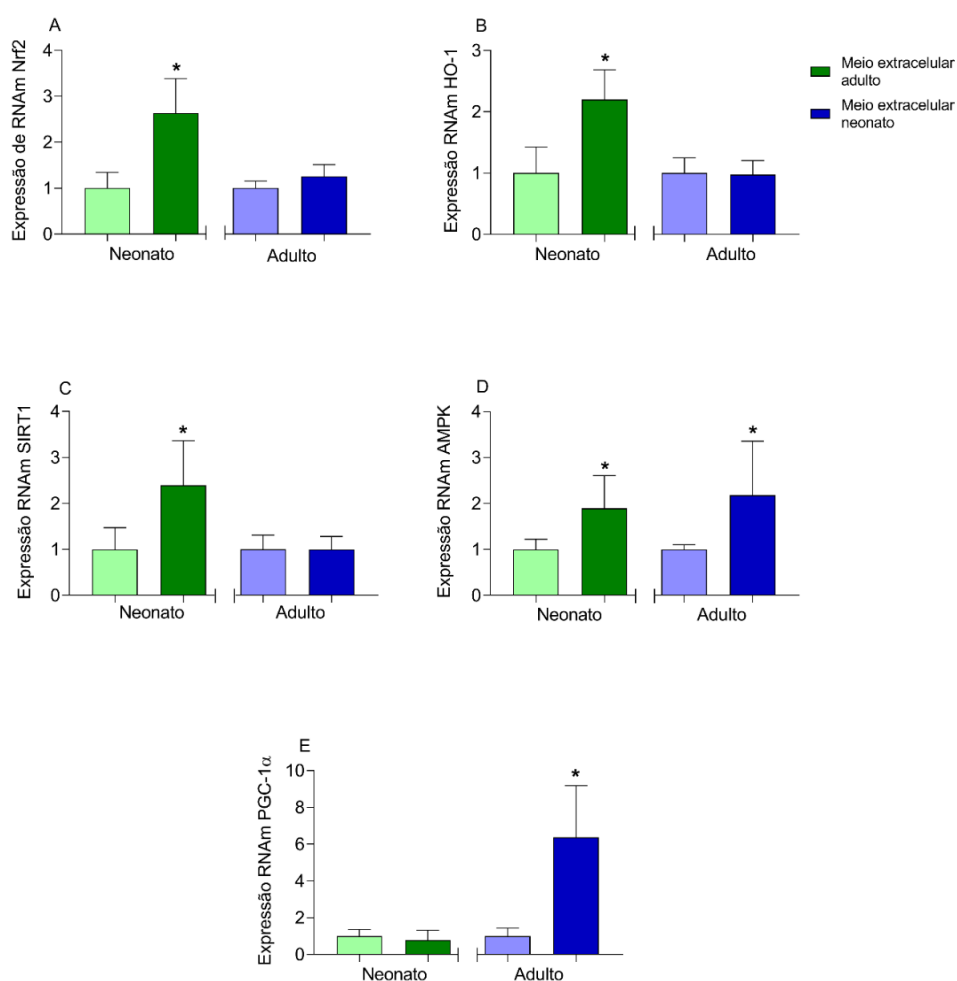 A
Expressão de RNAm Nrf2
4
3
2
1
0
*
Neonato
Adulto
B
Expressão RNAm HO-1
3
2
1
0
*
Neonato
Adulto
Meio extracelular
adulto
Meio extracelular
neonato
C
Expressão RNAm SIRT1
4
3
2
1
0
*
Neonato
Adulto
D
Expressão RNAm AMPK
4
3
2
1
0
*
*
Neonato
Adulto
E
Expressão RNAm PGC-1α
10
8
6
4
2
0
*
Neonato
Adulto